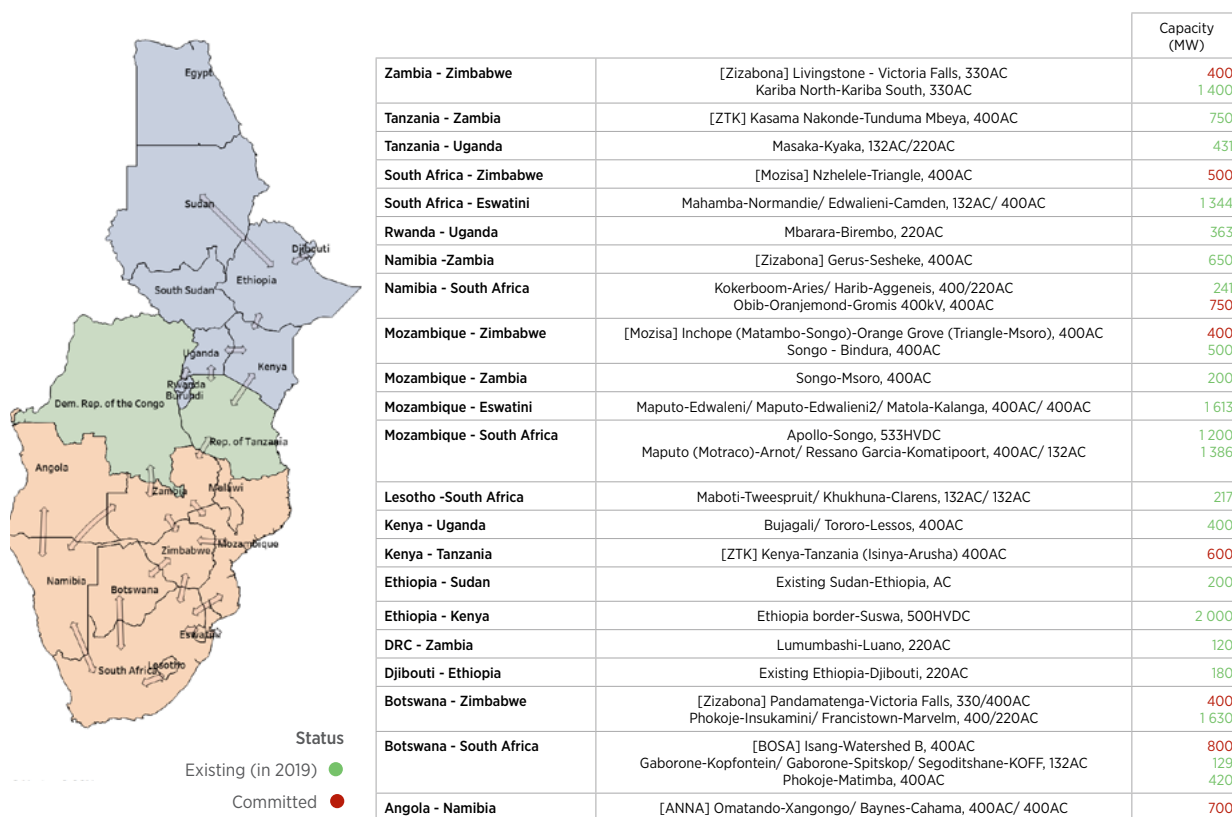 Egypt
Sudan
Djibouti
Ethiopia
South Sudan
Uganda
Kenya
Rwanda
Burundi
Dem. Rep. of the Congo
Rep. of Tanzania
Angola
Zambia
Malawi
Mozambique
Zimbabwe
Namibia
Botswana
Eswatini
South Africa
Lesotho
Status
Existing (in 2019)
Committed
Capacity
(MW)
Zambia - Zimbabwe [Zizabona] Livingstone - Victoria Falls, 330AC 400
Kariba North-Kariba South, 330AC 1 400
Tanzania - Zambia [ZTK] Kasama Nakonde-Tunduma Mbeya, 400AC 750
Tanzania - Uganda Masaka-Kyaka, 132AC/220AC 431
South Africa - Zimbabwe [Mozisa] Nzhelele-Triangle, 400AC 500
South Africa - Eswatini Mahamba-Normandie/ Edwalieni-Camden, 132AC/ 400AC 1 344
Rwanda - Uganda Mbarara-Birembo, 220AC 363
Namibia -Zambia [Zizabona] Gerus-Sesheke, 400AC 650
Namibia - South Africa Kokerboom-Aries/ Harib-Aggeneis, 400/220AC 241
Obib-Oranjemond-Gromis 400kV, 400AC 750
Mozambique - Zimbabwe [Mozisa] Inchope (Matambo-Songo)-Orange Grove (Triangle-Msoro), 400AC 400
Songo - Bindura, 400AC 500
Mozambique - Zambia Songo-Msoro, 400AC 200
Mozambique - Eswatini Maputo-Edwaleni/ Maputo-Edwalieni2/ Matola-Kalanga, 400AC/ 400AC 1 613
Mozambique - South Africa Apollo-Songo, 533HVDC 1 200
Maputo (Motraco)-Arnot/ Ressano Garcia-Komatipoort, 400AC/ 132AC 1 386
Lesotho -South Africa Maboti-Tweespruit/ Khukhuna-Clarens, 132AC/ 132AC 217
Kenya - Uganda Bujagali/ Tororo-Lessos, 400AC 400
Kenya - Tanzania [ZTK] Kenya-Tanzania (Isinya-Arusha) 400AC 600
Ethiopia - Sudan Existing Sudan-Ethiopia, AC 200
Ethiopia - Kenya Ethiopia border-Suswa, 500HVDC 2 000
DRC - Zambia Lumumbashi-Luano, 220AC 120
Djibouti - Ethiopia Existing Ethiopia-Djibouti, 220AC 180
Botswana - Zimbabwe [Zizabona] Pandamatenga-Victoria Falls, 330/400AC 400
Phokoje-Insukamini/ Francistown-Marvelm, 400/220AC 1 630
Botswana - South Africa [BOSA] Isang-Watershed B, 400AC 800
Gaborone-Kopfontein/ Gaborone-Spitskop/ Segoditshane-KOFF, 132AC 129
Phokoje-Matimba, 400AC 420
Angola - Namibia [ANNA] Omatando-Xangongo/ Baynes-Cahama, 400AC/ 400AC 700